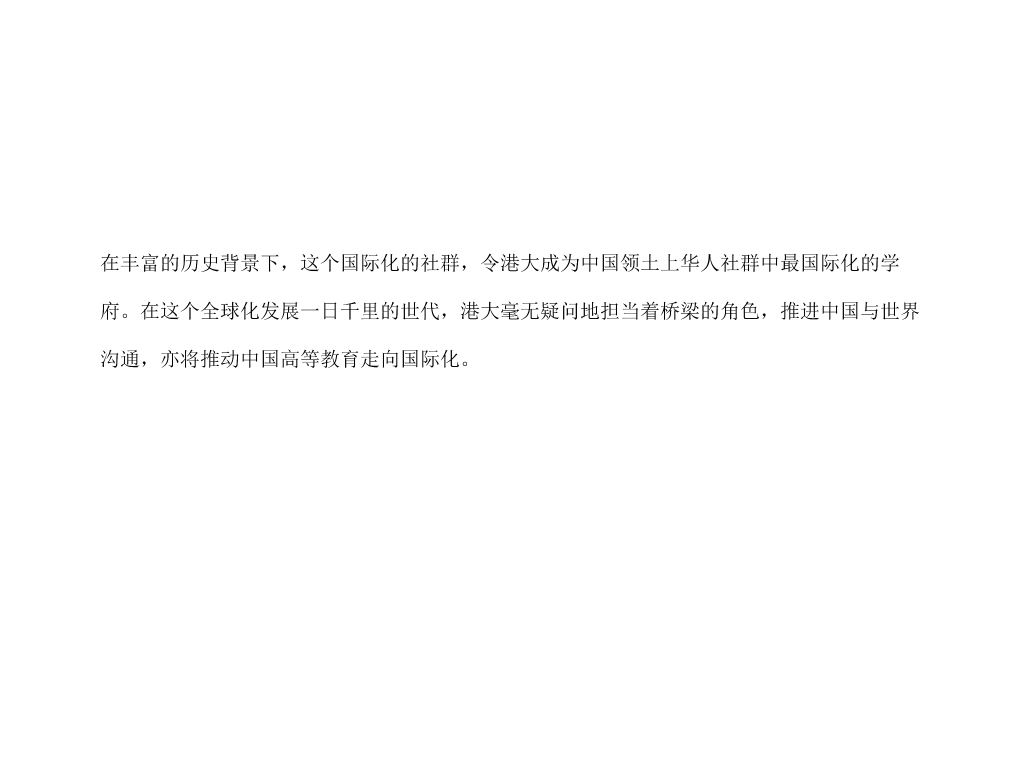 在丰富的历史背景下，这个国际化的社群，令港大成为中国领土上华人社群中最国际化的学
府。在这个全球化发展一日千里的世代，港大毫无疑问地担当着桥梁的角色，推进中国与世界
沟通，亦将推动中国高等教育走向国际化。